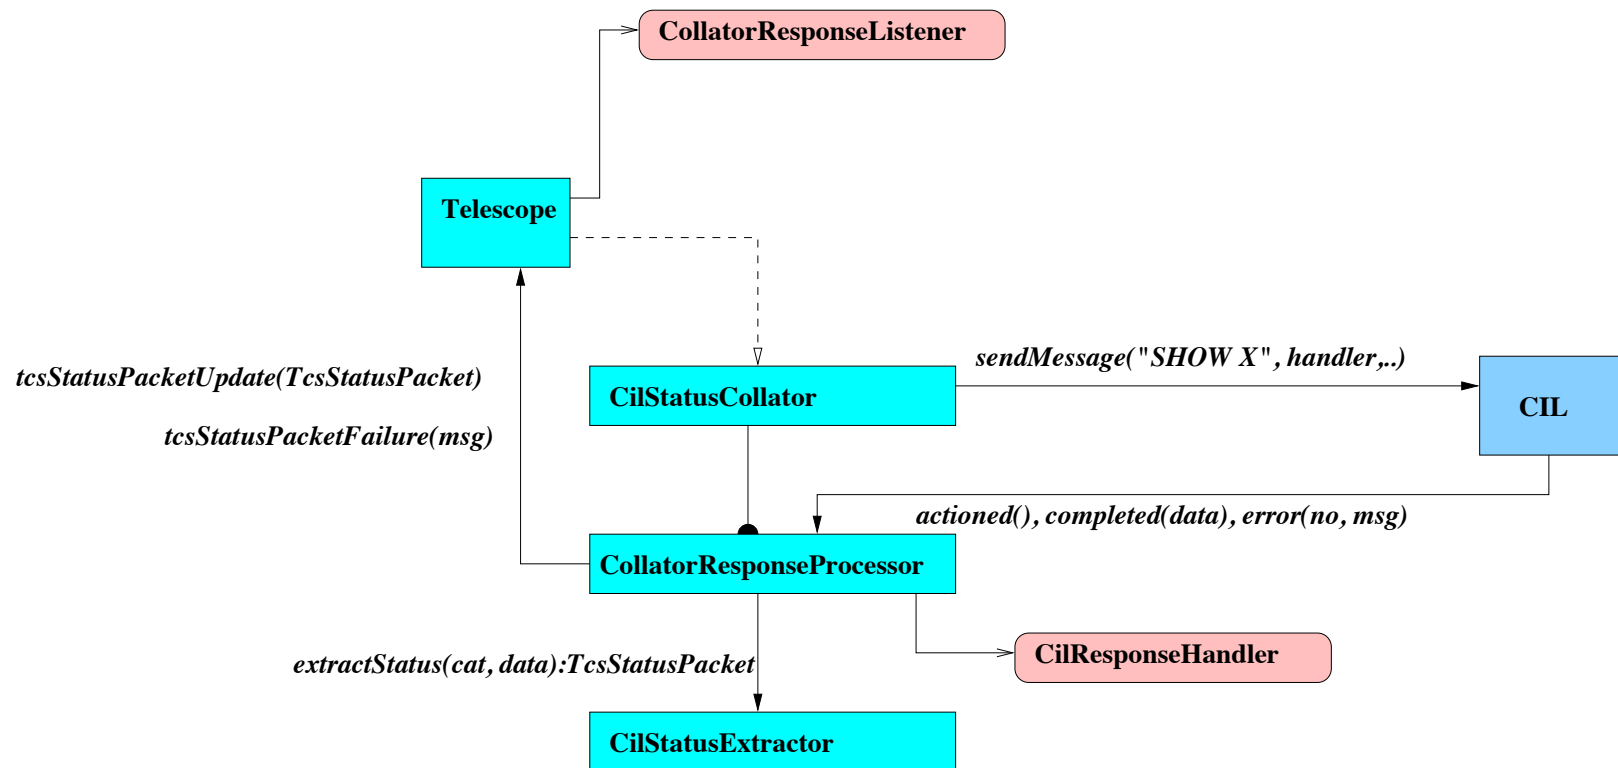 CollatorResponseListener
Telescope
tcsStatusPacketUpdate(TcsStatusPacket)
sendMessage("SHOW X", handler,..)
CilStatusCollator
CIL
tcsStatusPacketFailure(msg)
actioned(), completed(data), error(no, msg)
CollatorResponseProcessor
extractStatus(cat, data):TcsStatusPacket
CilResponseHandler
CilStatusExtractor